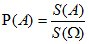 P(A) = S(A) / S(Ω)